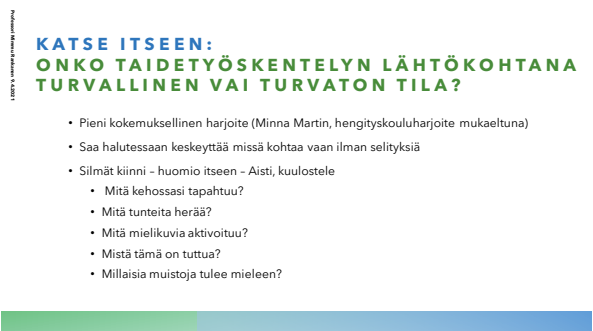 KATSE ITSEEN:
ONKO TAIDETYÖSKENTELYN LÄHTÖKOHTANA
TURVALLINEN VAI TURVATON TILA?
• Pieni kokemuksellinen harjoite (Minna Martin, hengityskouluharjoite mukaeltuna)
• Saa halutessaan keskeyttää missä kohtaa vaan ilman selityksiä
• Silmät kiinni – huomio itseen – Aisti, kuulostele
• Mitä kehossasi tapahtuu?
• Mitä tunteita herää?
• Mitä mielikuvia aktivoituu?
• Mistä tämä on tuttua?
• Millaisia muistoja tulee mieleen?
Professori Minna